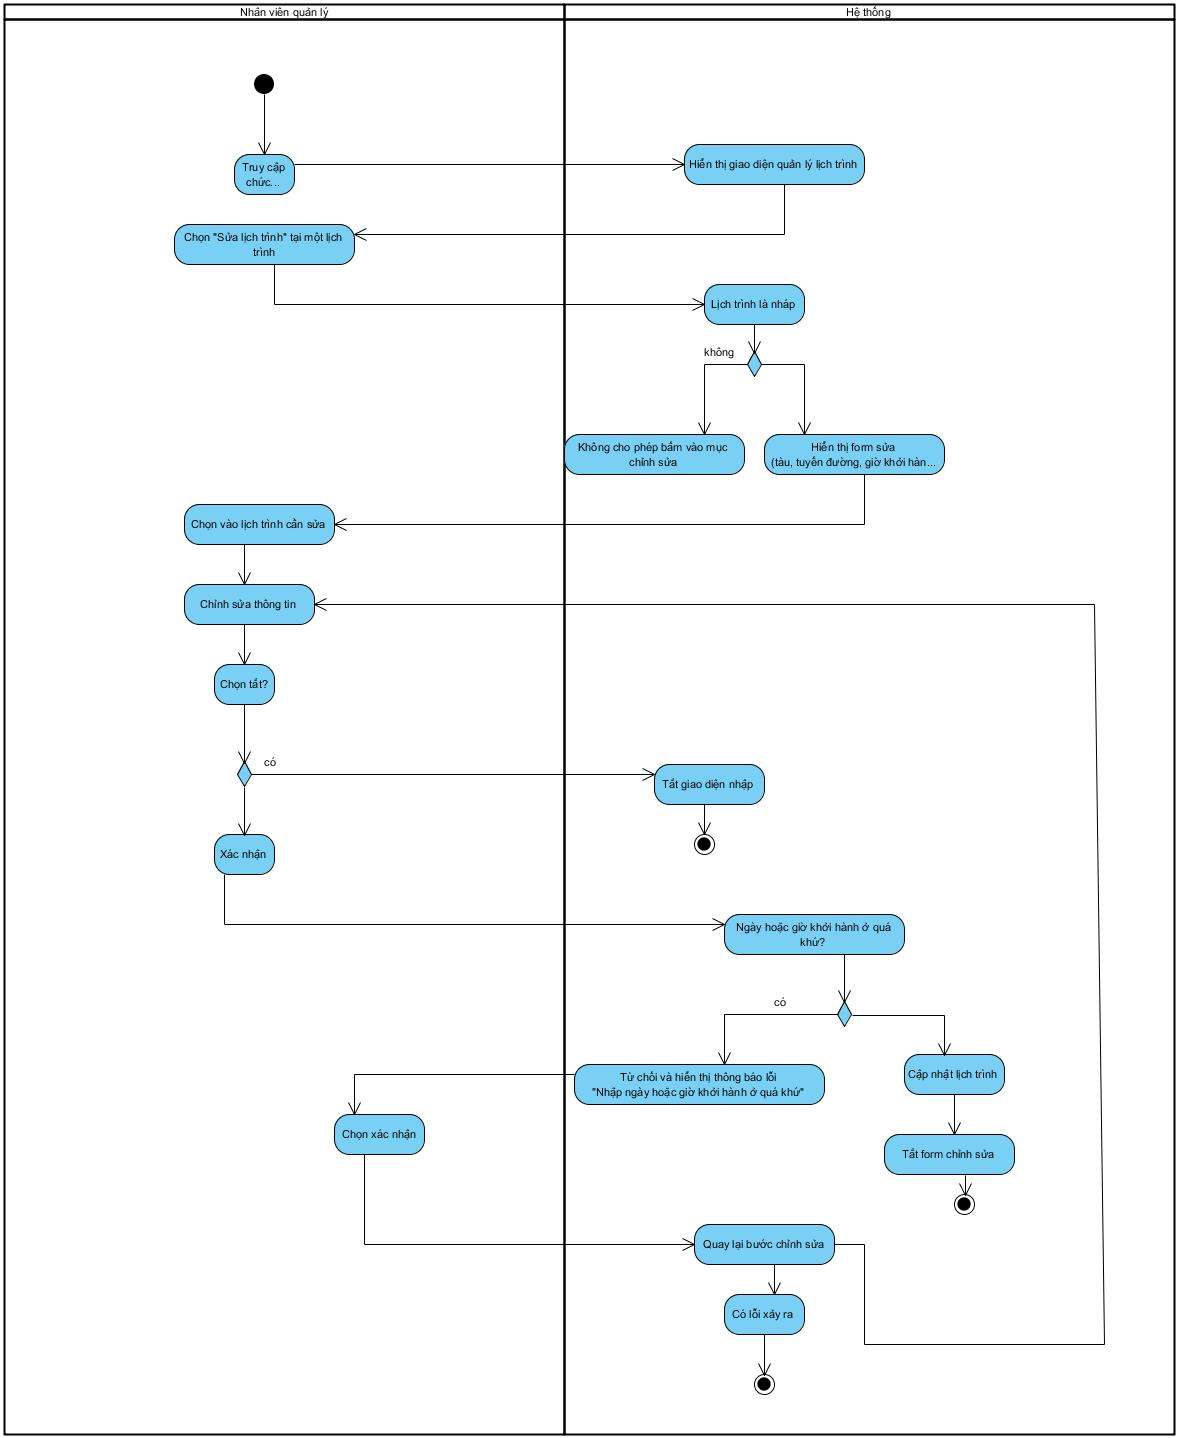 Nhân viên quản lý
Hệ thống
Truy cập
chức...
Hiển thị giao diện quản lý lịch trình
Chọn "Sửa lịch trình" tại một lịch
trình
Lịch trình là nháp
không
Không cho phép bấm vào mục
chỉnh sửa
Hiển thị form sửa
(tàu, tuyến đường, giờ khởi hàn...
Chọn vào lịch trình cần sửa
Chỉnh sửa thông tin
Chọn tắt?
có
Tắt giao diện nhập
Xác nhận
Ngày hoặc giờ khởi hành ở quá
khứ?
có
Từ chối và hiển thị thông báo lỗi
"Nhập ngày hoặc giờ khởi hành ở quá khứ"
Cập nhật lịch trình
Chọn xác nhận
Tắt form chỉnh sửa
Quay lại bước chỉnh sửa
Có lỗi xảy ra